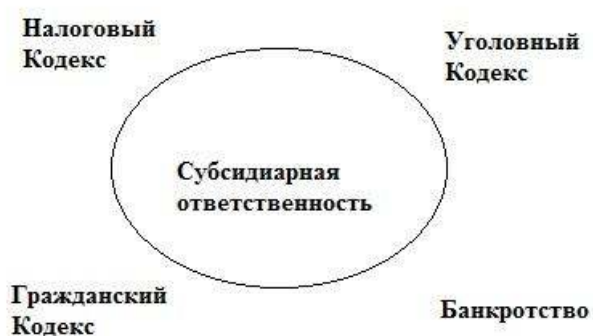 Налоговый
Кодекс
Уголовный
Кодекс
Субсидиарная
ответственность
Гражданский
Кодекс
Банкротство